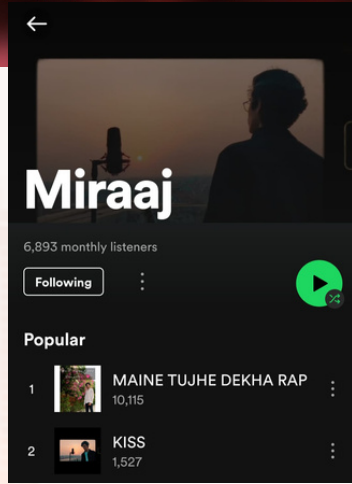 Miraaj
6,893 monthly listeners
Following
Popular
1
MAINE TUJHE DEKHA RAP
10,115
2
KISS
1,527